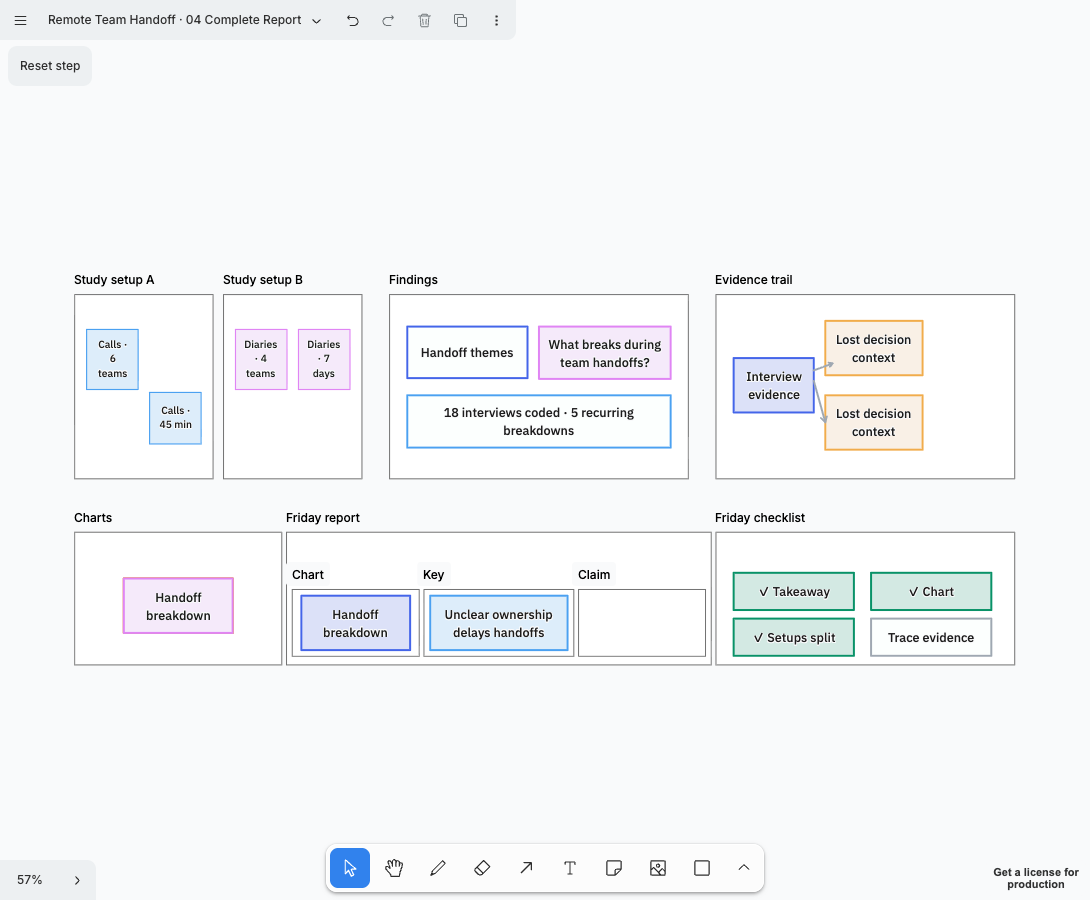 Remote Team Handoff · 04 Complete Report
Reset step
Study setup A
Study setup B
Findings
Evidence trail
Calls ·
6
teams
Calls ·
45 min
Diaries
· 4
teams
Diaries
· 7
days
Handoff themes
What breaks during
team handoffs?
18 interviews coded · 5 recurring
breakdowns
Interview
evidence
Lost decision
context
Lost decision
context
Charts
Friday report
Friday checklist
Handoff
breakdown
Chart
Key
Claim
Handoff
breakdown
Unclear ownership
delays handoffs
✓ Takeaway
✓ Chart
✓ Setups split
Trace evidence
57%
Get a license for
production